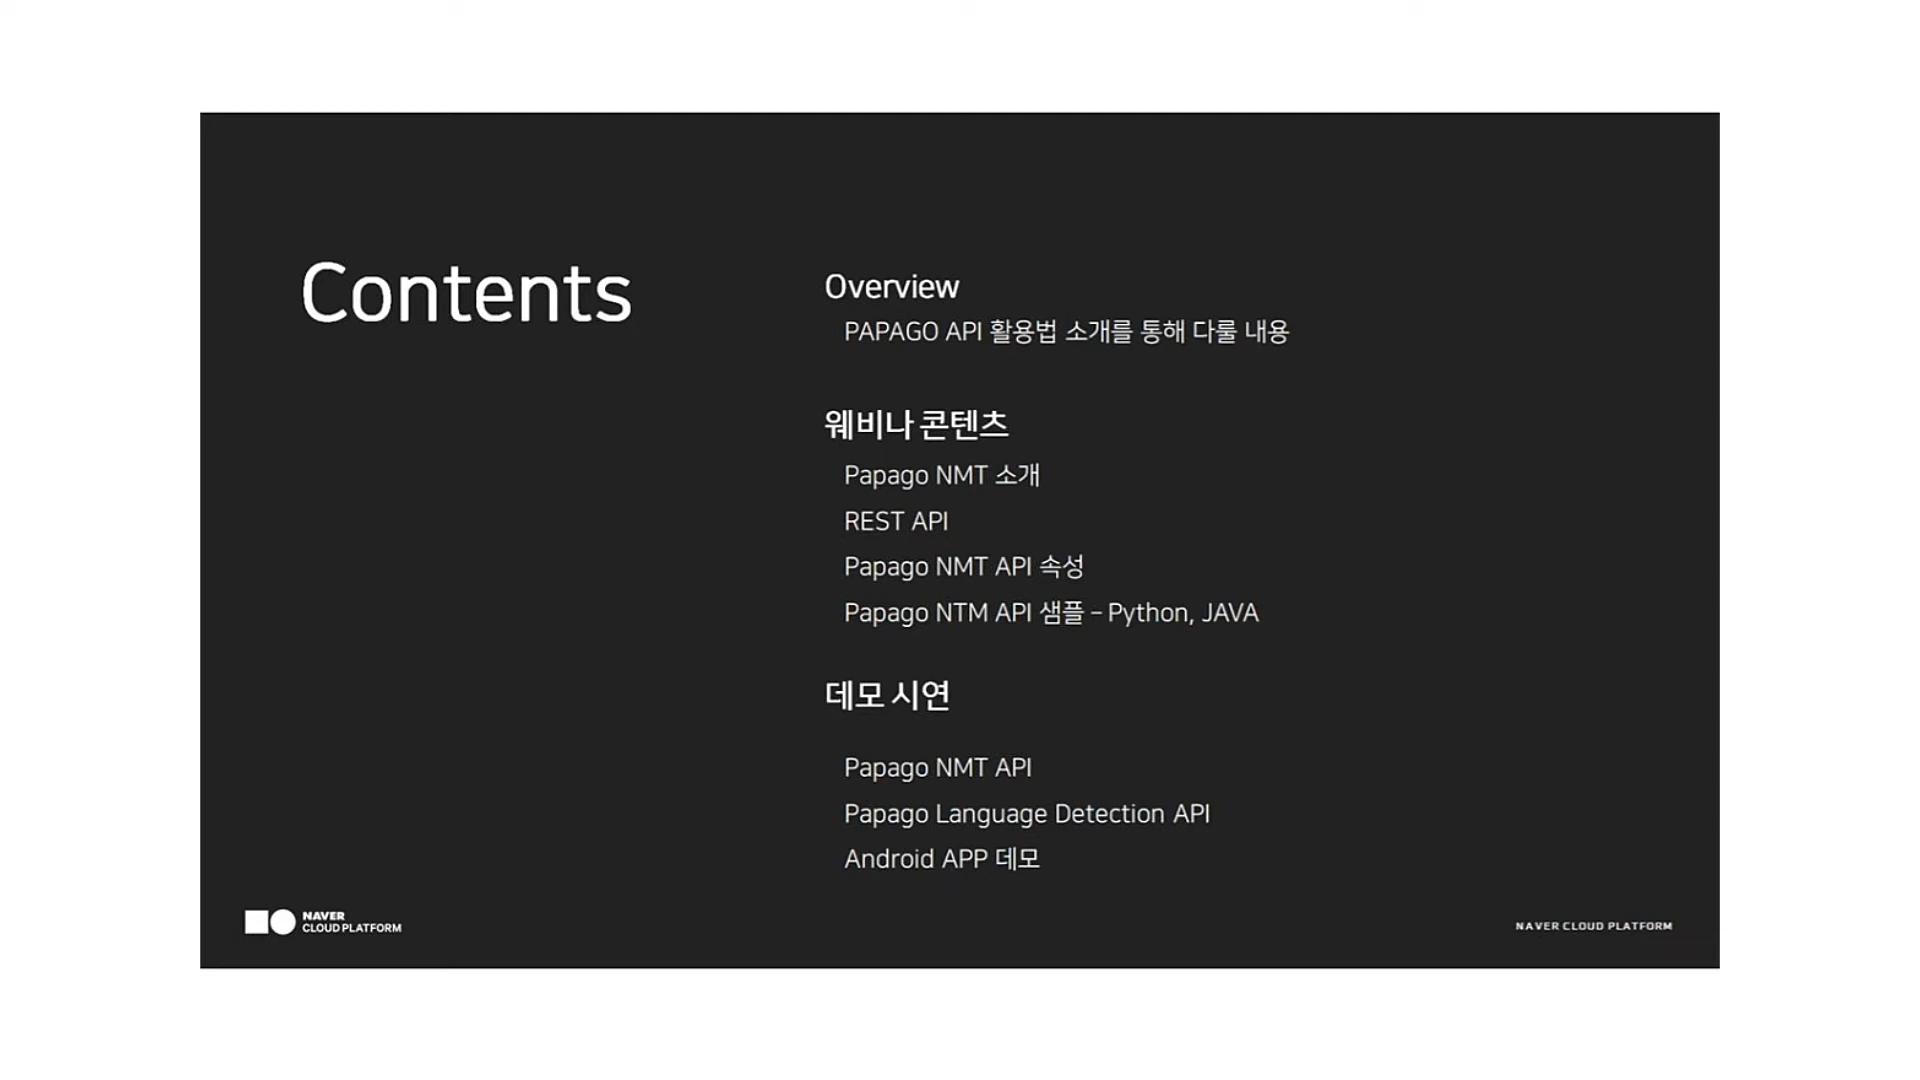 Contents
Overview
PAPAGO API 활용법 소개를 통해 다룰 내용
웨비나 콘텐츠
Papago NMT 소개
REST API
Papago NMT API 속성
Papago NTM API 샘플 – Python, JAVA
데모 시연
Papago NMT API
Papago Language Detection API
Android APP 데모
NAVER
CLOUD PLATFORM
NAVER CLOUD PLATFORM